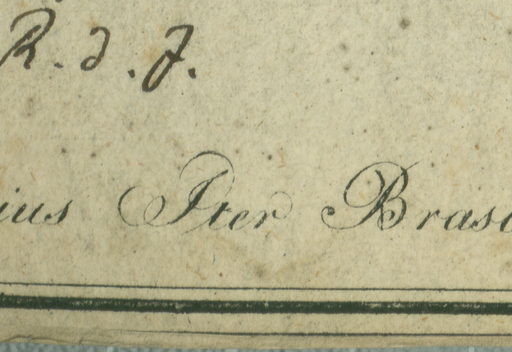 R. d. J.
ius Iter Bras